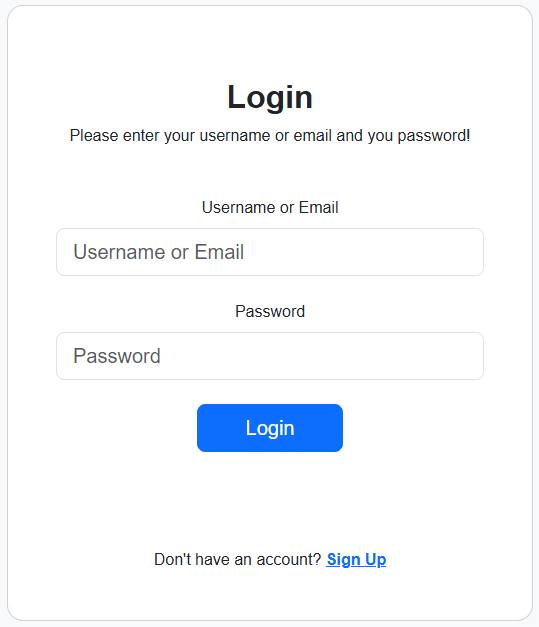 Login
Please enter your username or email and you password!
Username or Email
Username or Email
Password
Password
Login
Don't have an account? Sign Up